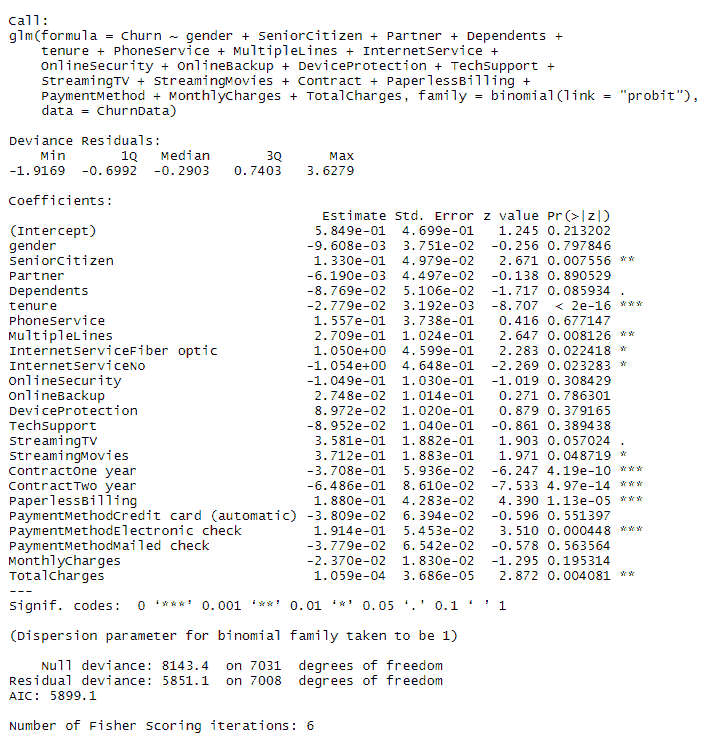 Call:
glm(formula = Churn ~ gender + SeniorCitizen + Partner + Dependents +
    tenure + PhoneService + MultipleLines + InternetService +
    OnlineSecurity + OnlineBackup + DeviceProtection + TechSupport +
    StreamingTV + StreamingMovies + Contract + PaperlessBilling +
    PaymentMethod + MonthlyCharges + TotalCharges, family = binomial(link = "probit"),
    data = ChurnData)
Deviance Residuals:
    Min       1Q   Median       3Q      Max
-1.9169  -0.6992  -0.2903   0.7403   3.6279
Coefficients:
                                       Estimate Std. Error z value Pr(>|z|)
(Intercept)                           5.849e-01  4.699e-01   1.245 0.213202
gender                               -9.608e-03  3.751e-02  -0.256 0.797846
SeniorCitizen                         1.330e-01  4.979e-02   2.671 0.007556 **
Partner                              -6.190e-03  4.497e-02  -0.138 0.890529
Dependents                           -8.769e-02  5.106e-02  -1.717 0.085934 .
tenure                               -2.779e-02  3.192e-03  -8.707  < 2e-16 ***
PhoneService                          1.557e-01  3.738e-01   0.416 0.677147
MultipleLines                         2.709e-01  1.024e-01   2.647 0.008126 **
InternetServiceFiber optic            1.050e+00  4.599e-01   2.283 0.022418 *
InternetServiceNo                    -1.054e+00  4.648e-01  -2.269 0.023283 *
OnlineSecurity                       -1.049e-01  1.030e-01  -1.019 0.308429
OnlineBackup                          2.748e-02  1.014e-01   0.271 0.786301
DeviceProtection                      8.972e-02  1.020e-01   0.879 0.379165
TechSupport                          -8.952e-02  1.040e-01  -0.861 0.389438
StreamingTV                           3.581e-01  1.882e-01   1.903 0.057024 .
StreamingMovies                       3.712e-01  1.883e-01   1.971 0.048719 *
ContractOne year                     -3.708e-01  5.936e-02  -6.247 4.19e-10 ***
ContractTwo year                     -6.486e-01  8.610e-02  -7.533 4.97e-14 ***
PaperlessBilling                      1.880e-01  4.283e-02   4.390 1.13e-05 ***
PaymentMethodCredit card (automatic) -3.809e-02  6.394e-02  -0.596 0.551397
PaymentMethodElectronic check         1.914e-01  5.453e-02   3.510 0.000448 ***
PaymentMethodMailed check            -3.779e-02  6.542e-02  -0.578 0.563564
MonthlyCharges                       -2.370e-02  1.830e-02  -1.295 0.195314
TotalCharges                          1.059e-04  3.686e-05   2.872 0.004081 **
---
Signif. codes:  0 ‘***’ 0.001 ‘**’ 0.01 ‘*’ 0.05 ‘.’ 0.1 ‘ ’ 1
(Dispersion parameter for binomial family taken to be 1)
    Null deviance: 8143.4  on 7031  degrees of freedom
Residual deviance: 5851.1  on 7008  degrees of freedom
AIC: 5899.1
Number of Fisher Scoring iterations: 6